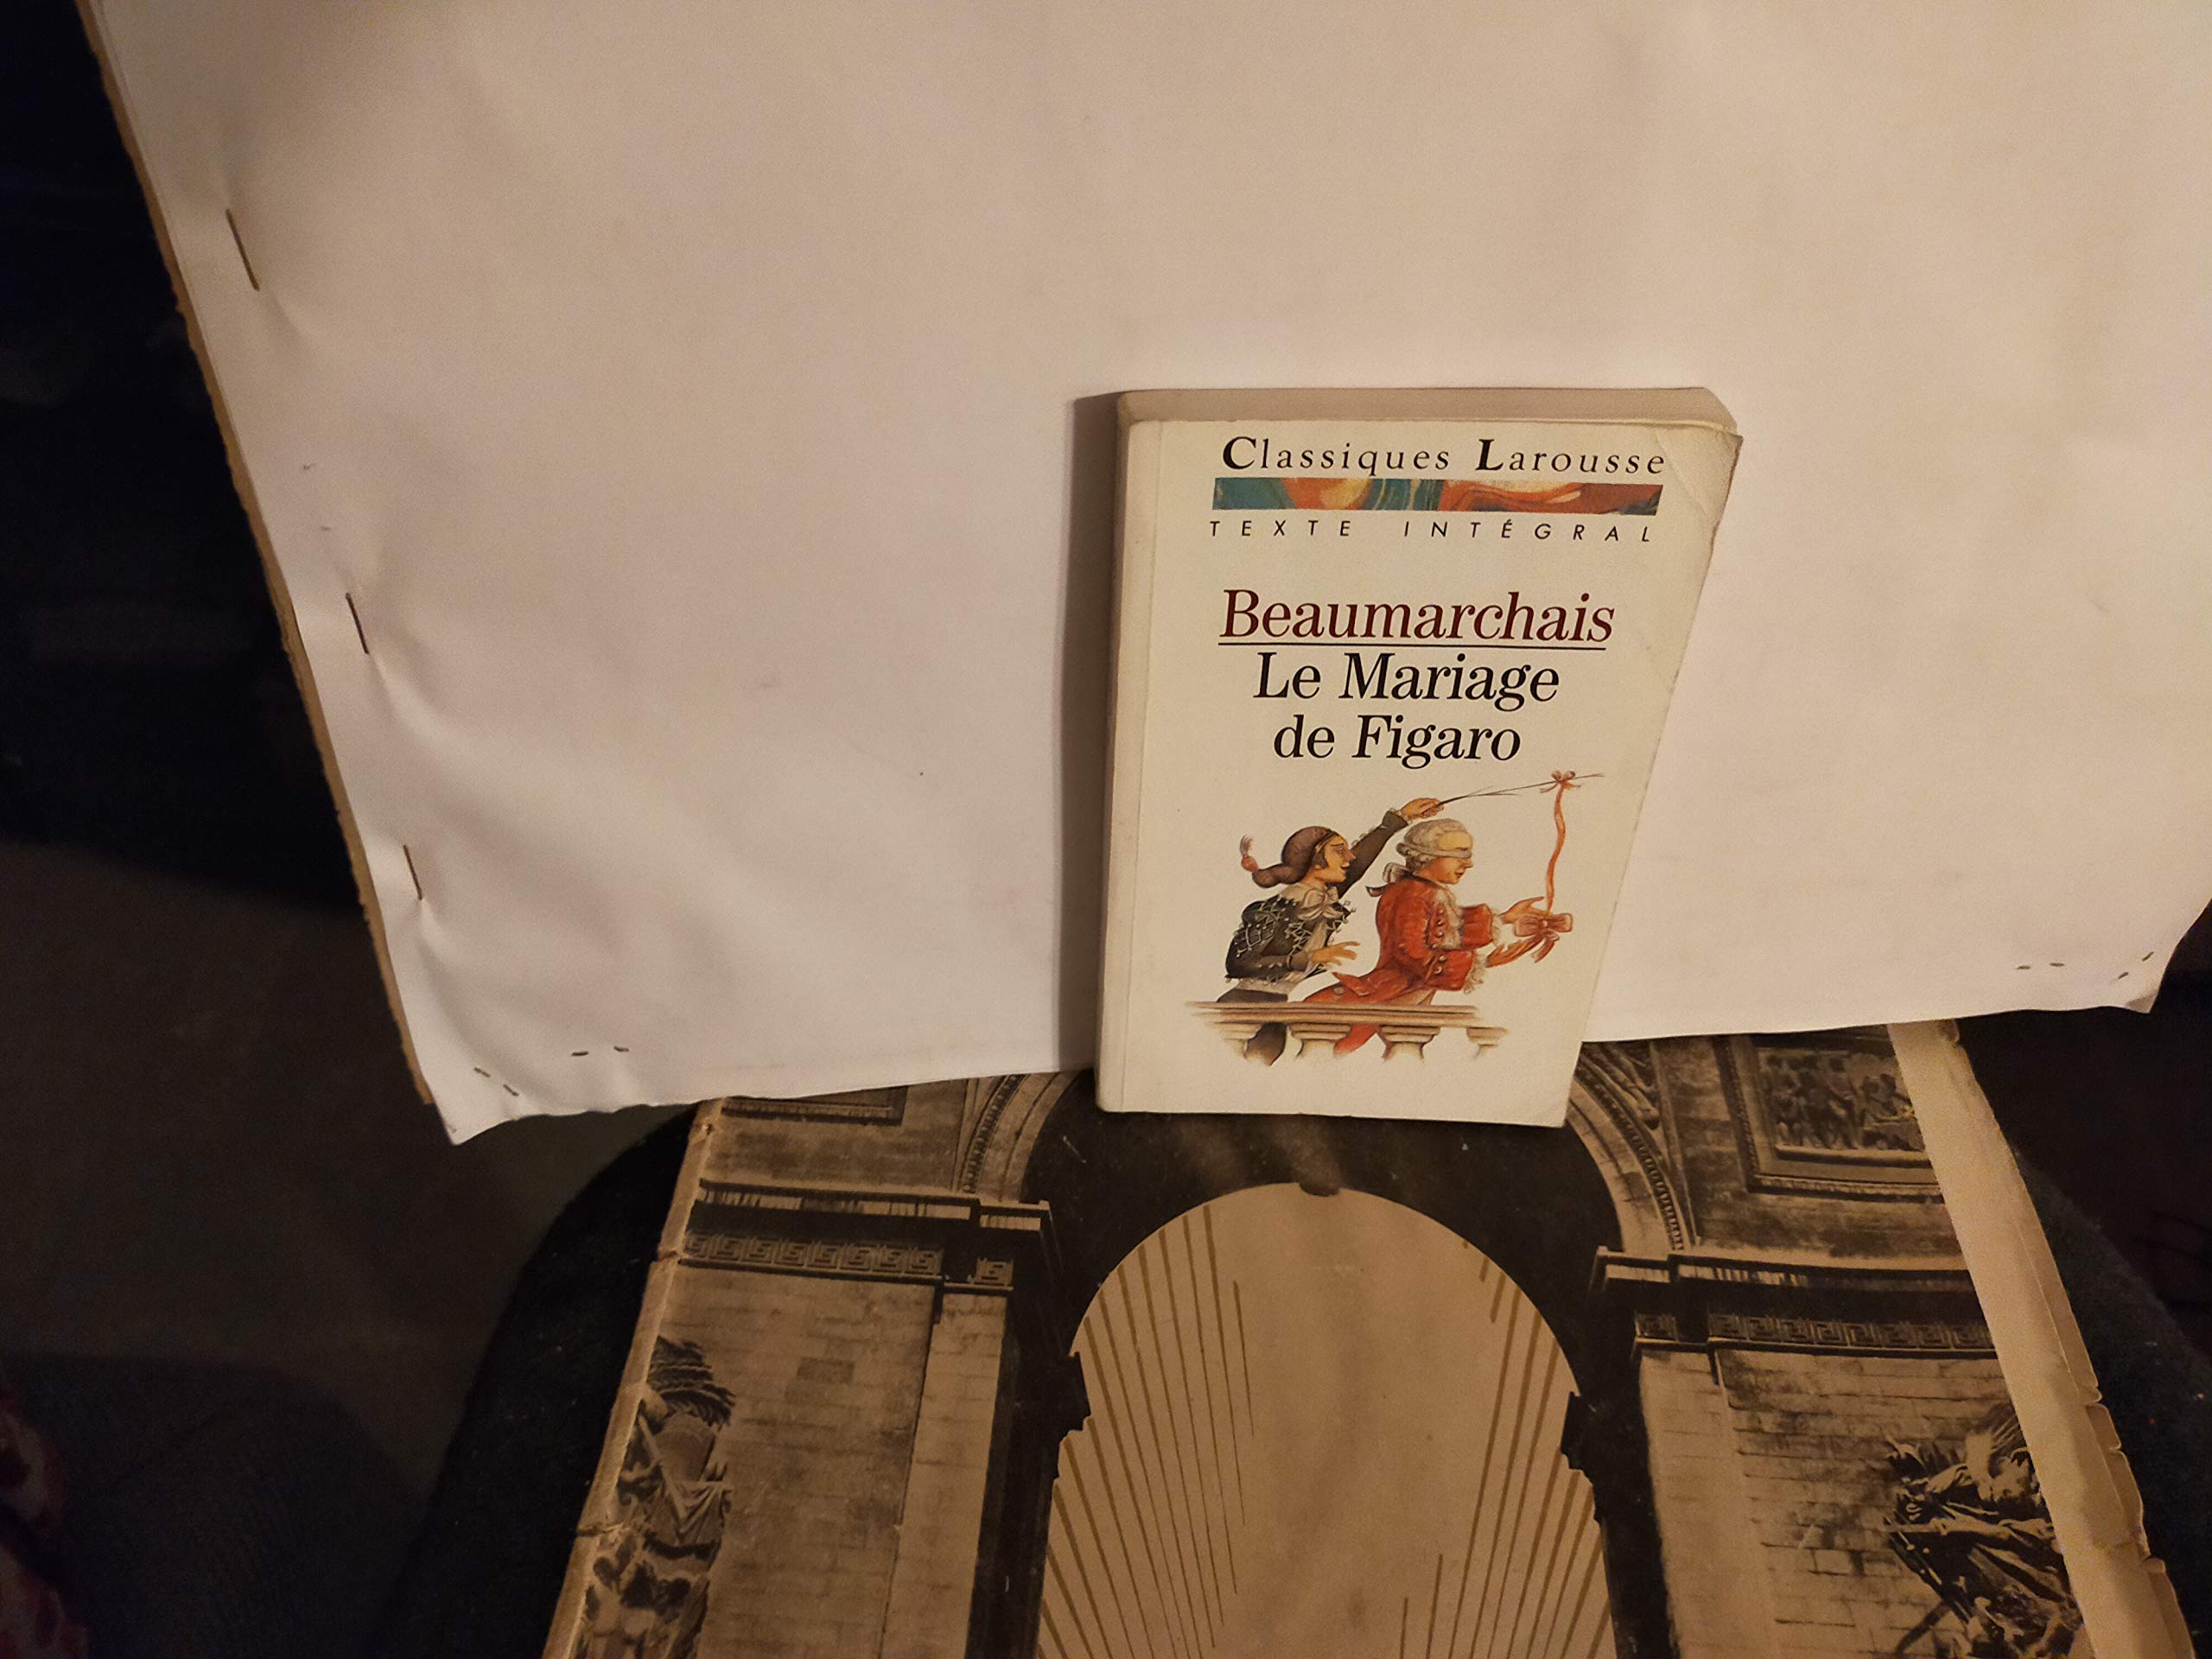 Classiques Larousse
TEXTE INTÉGRAL
Beaumarchais
Le Mariage
de Figaro